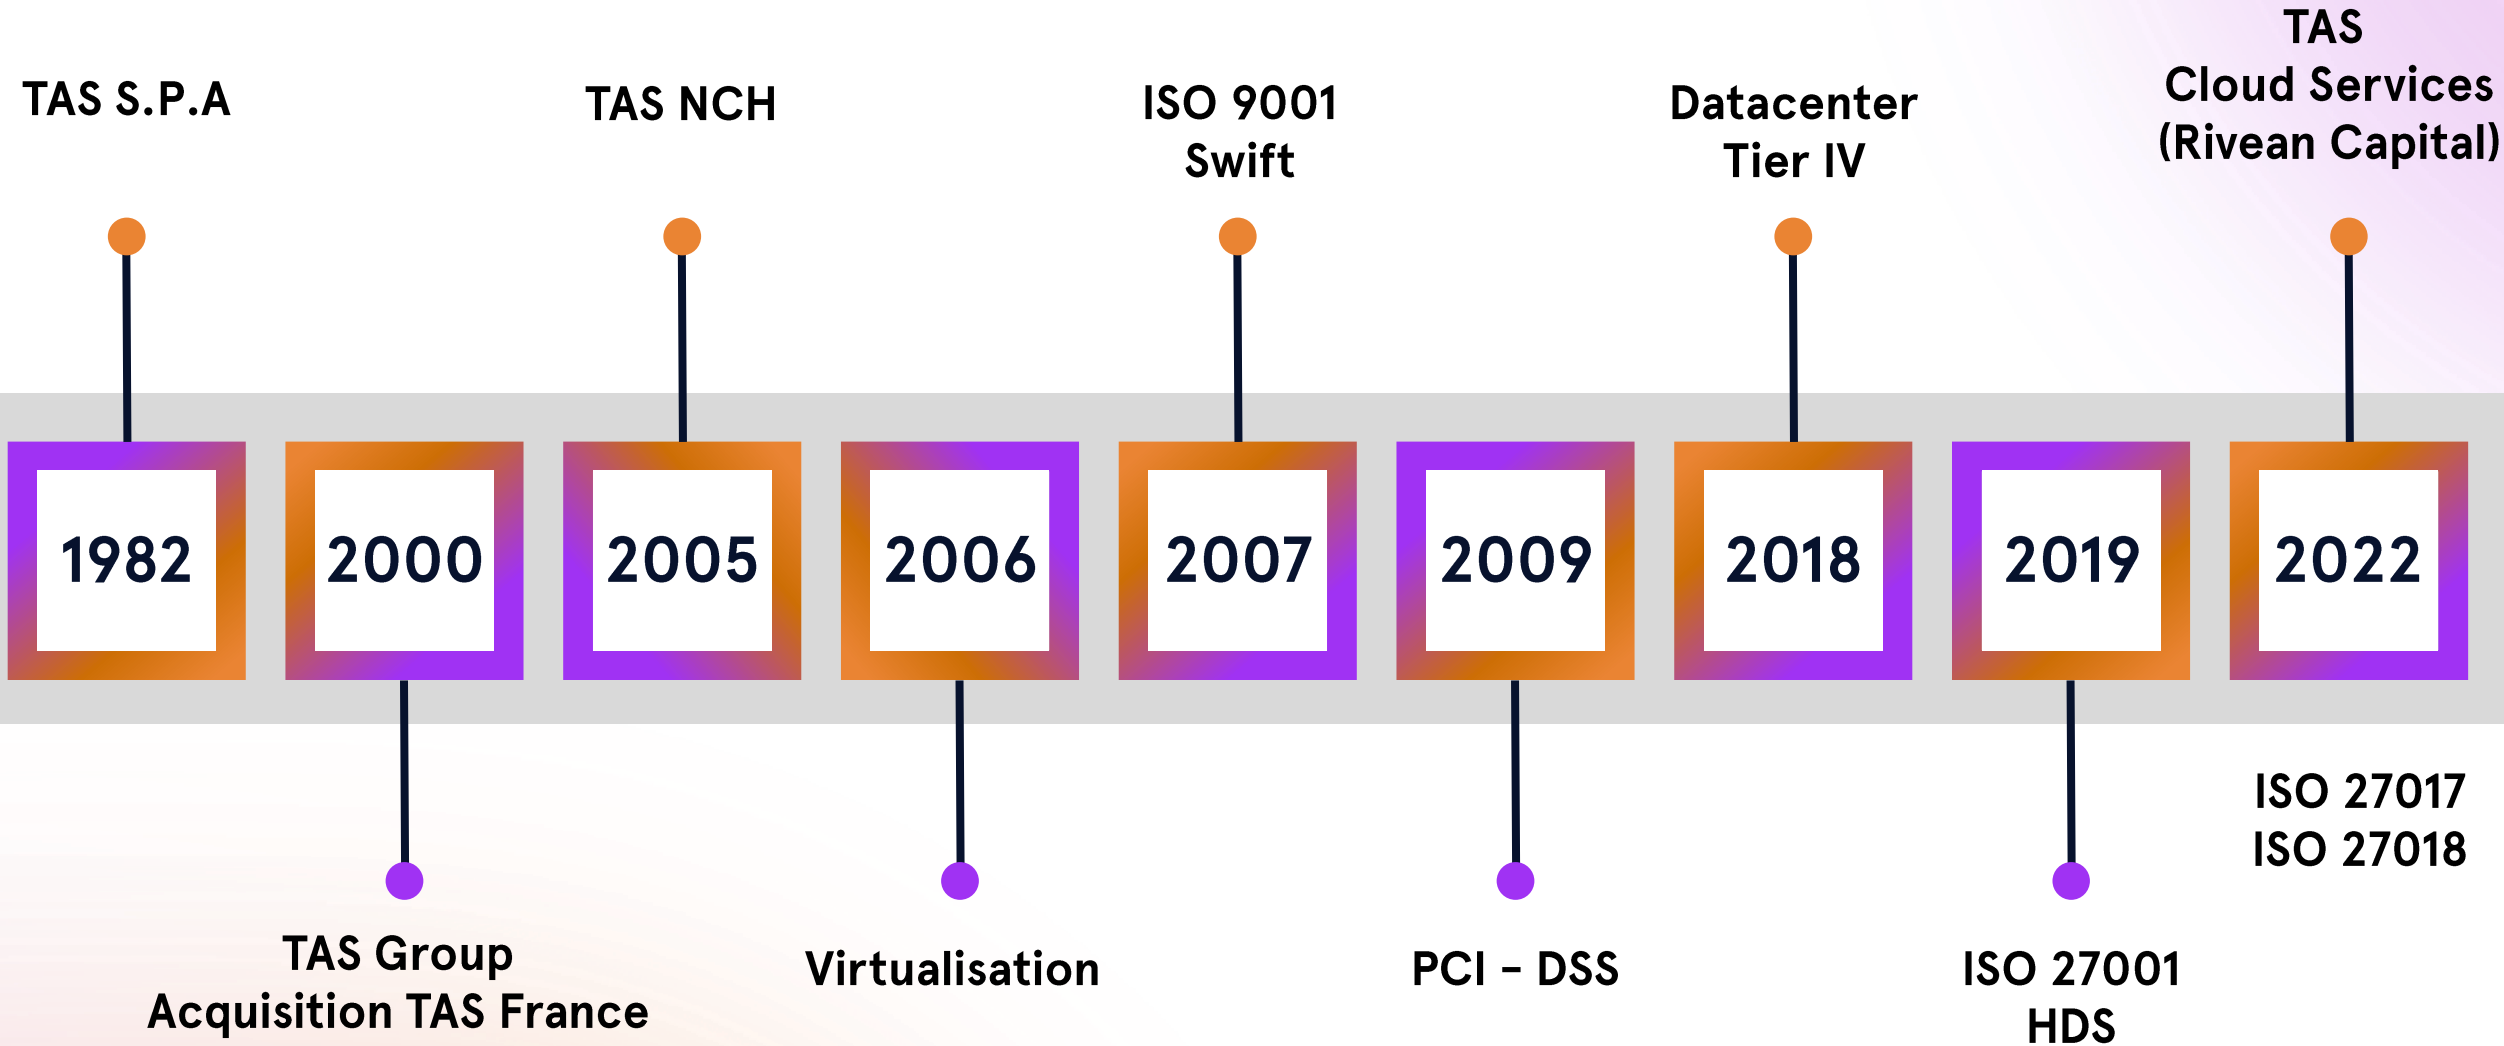 TAS S.P.A
TAS NCH
ISO 9001
Swift
Datacenter
Tier IV
TAS
Cloud Services
(Rivean Capital)
1982
2000
2005
2006
2007
2009
2018
2019
2022
TAS Group
Acquisition TAS France
Virtualisation
PCI - DSS
ISO 27001
HDS
ISO 27017
ISO 27018